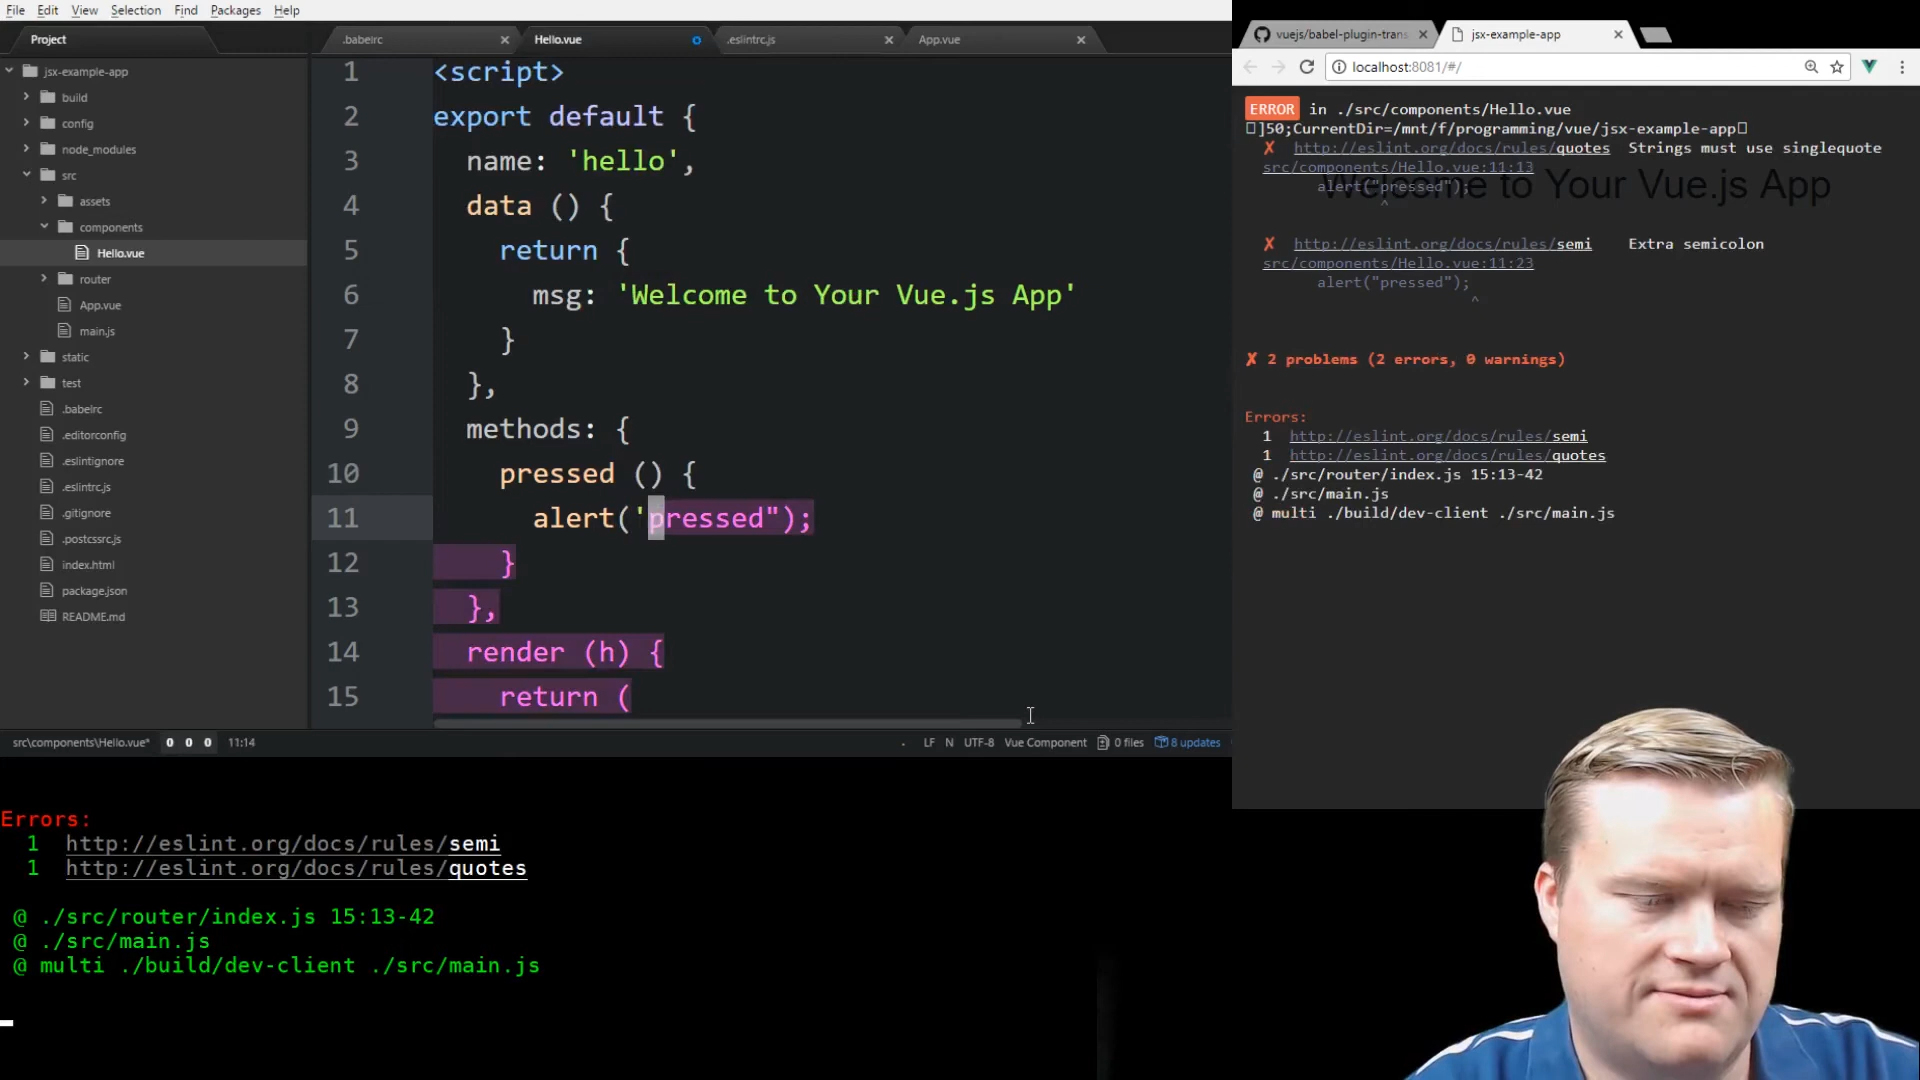 File Edit View Selection Find Packages Help
Project
jsx-example-app
build
config
node_modules
src
assets
components
Hello.vue
router
App.vue
main.js
static
test
.babelrc
.editorconfig
.eslintignore
.eslintrc.js
.gitignore
.postcssrc.js
index.html
package.json
README.md
.babelrc Hello.vue .eslintrc.js App.vue
1 <script>
2 export default {
3 name: 'hello',
4 data () {
5 return {
6 msg: 'Welcome to Your Vue.js App'
7 }
8 },
9 methods: {
10 pressed () {
11 alert('pressed");
12 }
13 },
14 render (h) {
15 return (
src\components\Hello.vue* 0 0 0 11:14 LF N UTF-8 Vue Component 0 files 8 updates
Errors:
1 http://eslint.org/docs/rules/semi
1 http://eslint.org/docs/rules/quotes
@ ./src/router/index.js 15:13-42
@ ./src/main.js
@ multi ./build/dev-client ./src/main.js
vuejs/babel-plugin-trans jsx-example-app
localhost:8081/#/
ERROR in ./src/components/Hello.vue
]50;CurrentDir=/mnt/f/programming/vue/jsx-example-app
✘ http://eslint.org/docs/rules/quotes Strings must use singlequote
src/components/Hello.vue:11:13
alert("pressed");
^
Welcome to Your Vue.js App
✘ http://eslint.org/docs/rules/semi Extra semicolon
src/components/Hello.vue:11:23
alert("pressed");
^
✘ 2 problems (2 errors, 0 warnings)
Errors:
1 http://eslint.org/docs/rules/semi
1 http://eslint.org/docs/rules/quotes
@ ./src/router/index.js 15:13-42
@ ./src/main.js
@ multi ./build/dev-client ./src/main.js